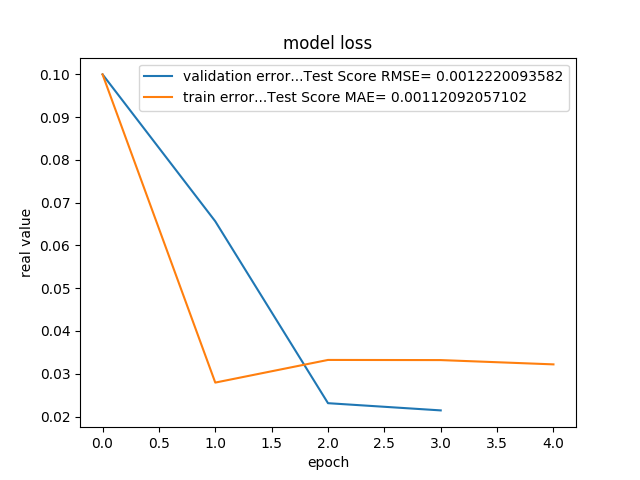 model loss
validation error...Test Score RMSE= 0.0012220093582
train error...Test Score MAE= 0.00112092057102
0.10
0.09
0.08
0.07
0.06
0.05
0.04
0.03
0.02
real value
0.0 0.5 1.0 1.5 2.0 2.5 3.0 3.5 4.0
epoch